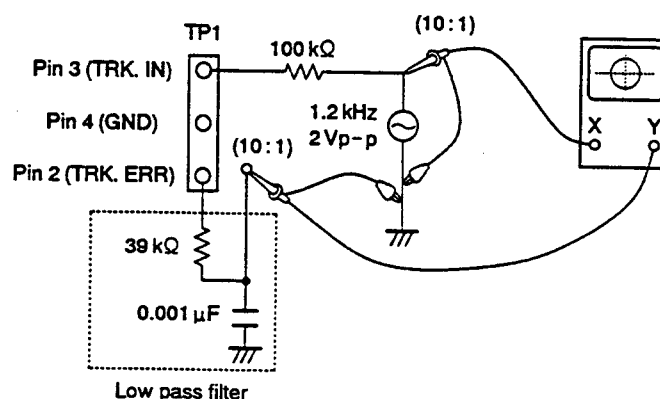 TP1
(10 : 1)
100 kΩ
Pin 3 (TRK. IN)
1.2 kHz
2 Vp-p
Pin 4 (GND)
X
Y
(10 : 1)
Pin 2 (TRK. ERR)
39 kΩ
0.001 μF
Low pass filter